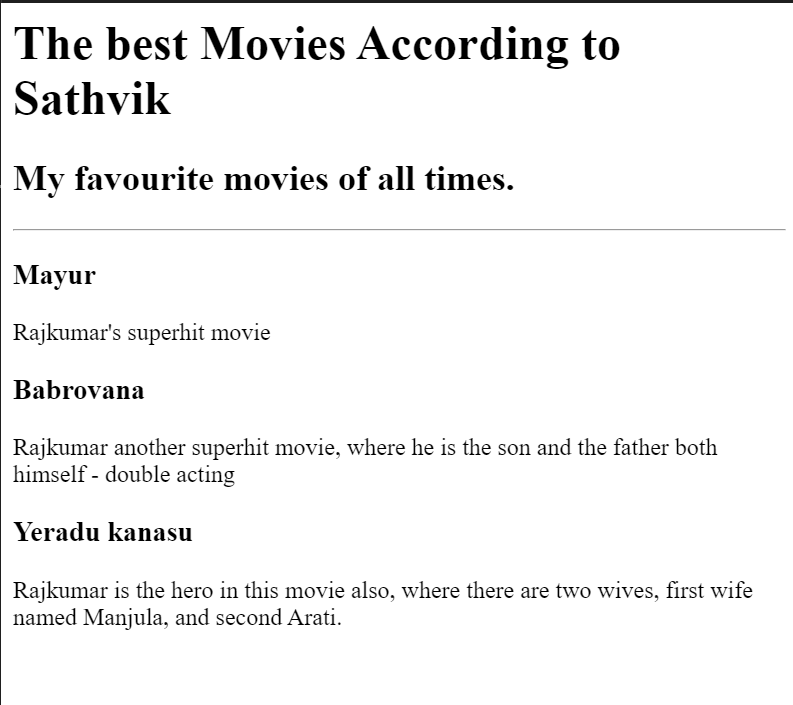 The best Movies According to
Sathvik
My favourite movies of all times.
Mayur
Rajkumar's superhit movie
Babrovana
Rajkumar another superhit movie, where he is the son and the father both
himself - double acting
Yeradu kanasu
Rajkumar is the hero in this movie also, where there are two wives, first wife
named Manjula, and second Arati.